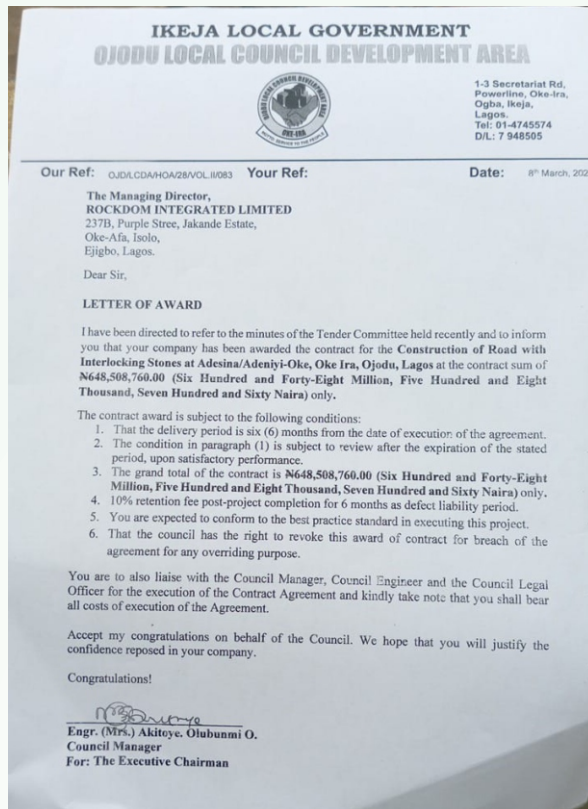 IKEJA LOCAL GOVERNMENT
OJODU LOCAL COUNCIL DEVELOPMENT AREA
OJODU LOCAL COUNCIL DEVELOPMENT AREA
OKE-IRA
1-3 Secretariat Rd,
Powerline, Oke-Ira,
Ogba, Ikeja,
Lagos.
Tel: 01-4745574
D/L: 7 948505
Our Ref: OJD/LCDA/HOA/28/VOL.II/083 Your Ref: Date: 8th March, 202
The Managing Director,
ROCKDOM INTEGRATED LIMITED
237B, Purple Stree, Jakande Estate,
Oke-Afa, Isolo,
Ejigbo, Lagos.
Dear Sir,
LETTER OF AWARD
I have been directed to refer to the minutes of the Tender Committee held recently and to inform
you that your company has been awarded the contract for the Construction of Road with
Interlocking Stones at Adesina/Adeniyi-Oke, Oke Ira, Ojodu, Lagos at the contract sum of
₦648,508,760.00 (Six Hundred and Forty-Eight Million, Five Hundred and Eight
Thousand, Seven Hundred and Sixty Naira) only.
The contract award is subject to the following conditions:
1. That the delivery period is six (6) months from the date of execution of the agreement.
2. The condition in paragraph (1) is subject to review after the expiration of the stated
period, upon satisfactory performance.
3. The grand total of the contract is ₦648,508,760.00 (Six Hundred and Forty-Eight
Million, Five Hundred and Eight Thousand, Seven Hundred and Sixty Naira) only.
4. 10% retention fee post-project completion for 6 months as defect liability period.
5. You are expected to conform to the best practice standard in executing this project.
6. That the council has the right to revoke this award of contract for breach of the
agreement for any overriding purpose.
You are to also liaise with the Council Manager, Council Engineer and the Council Legal
Officer for the execution of the Contract Agreement and kindly take note that you shall bear
all costs of execution of the Agreement.
Accept my congratulations on behalf of the Council. We hope that you will justify the
confidence reposed in your company.
Congratulations!
Engr. (Mrs.) Akitoye. Olubunmi O.
Council Manager
For: The Executive Chairman